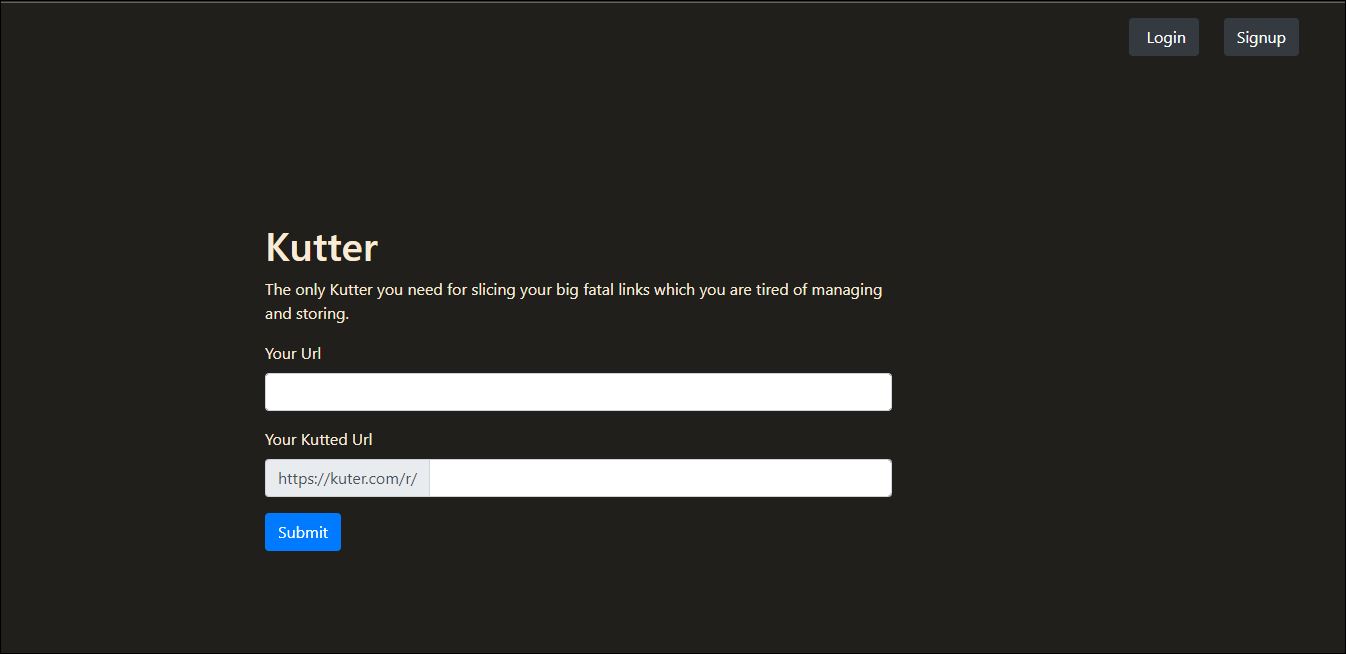 Login
Signup
Kutter
The only Kutter you need for slicing your big fatal links which you are tired of managing
and storing.
Your Url
Your Kutted Url
https://kuter.com/r/
Submit